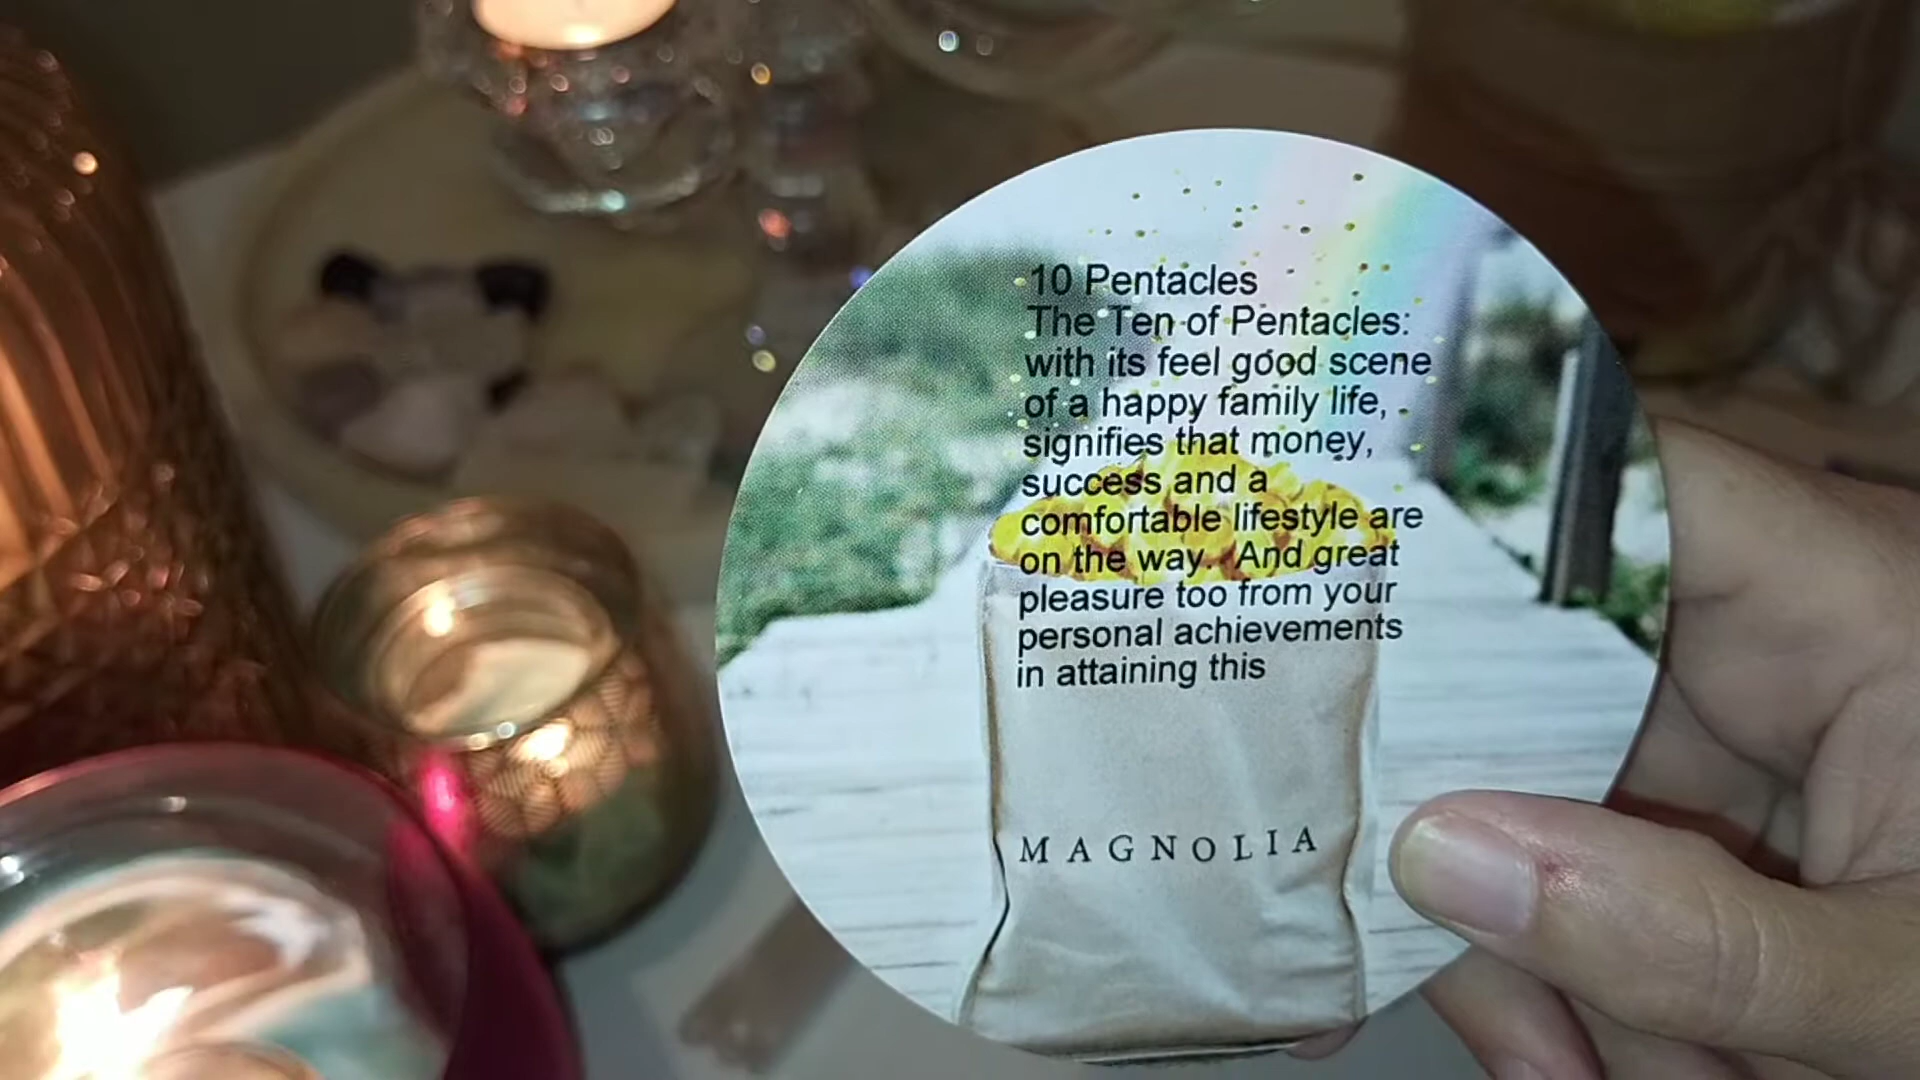 10 Pentacles
The Ten of Pentacles:
with its feel good scene
of a happy family life,
signifies that money,
success and a
comfortable lifestyle are
on the way. And great
pleasure too from your
personal achievements
in attaining this
MAGNOLIA